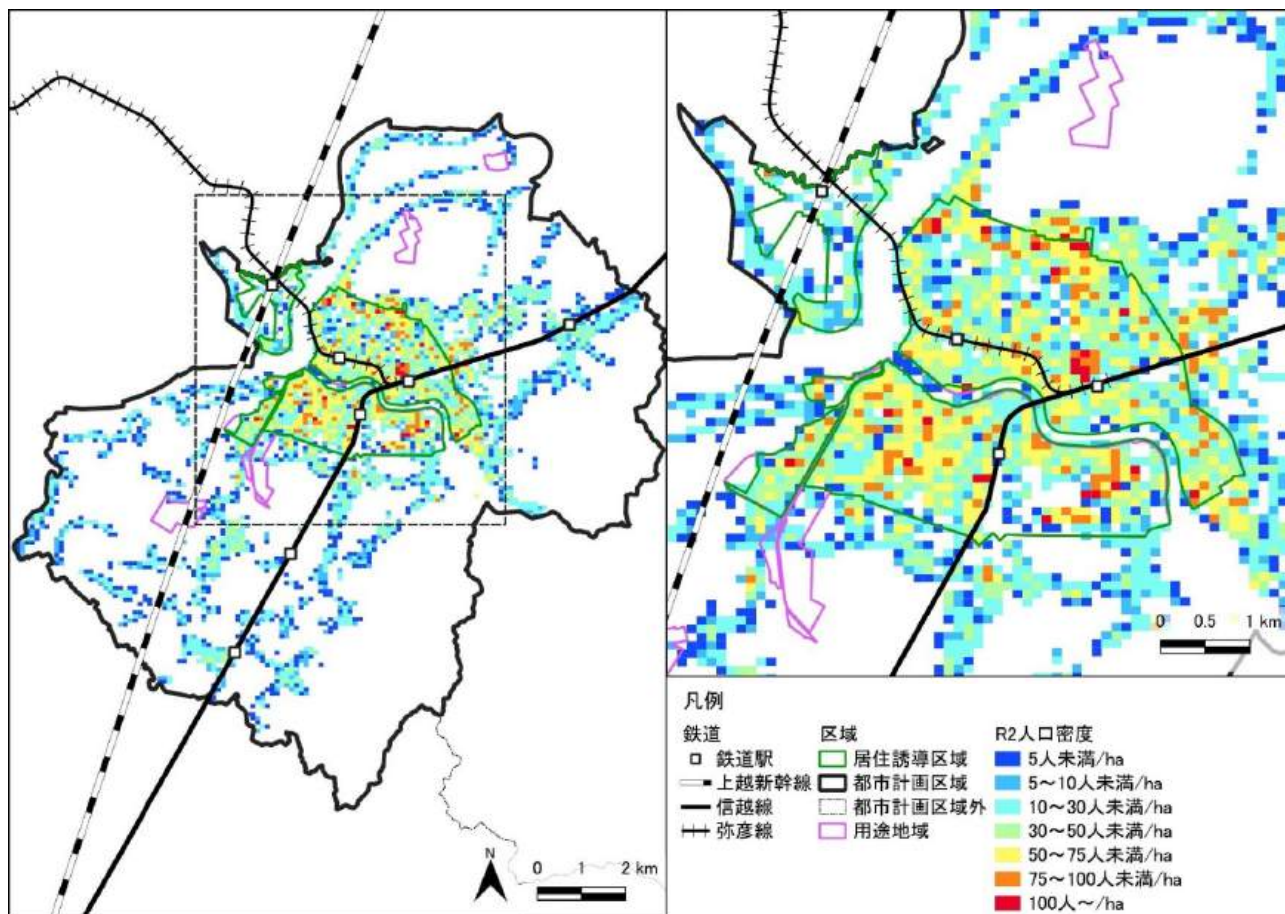 N
0 1 2 km
0 0.5 1 km
凡例
鉄道
鉄道駅
上越新幹線
信越線
弥彦線
区域
居住誘導区域
都市計画区域
都市計画区域外
用途地域
R2人口密度
5人未満/ha
5～10人未満/ha
10～30人未満/ha
30～50人未満/ha
50～75人未満/ha
75～100人未満/ha
100人～/ha